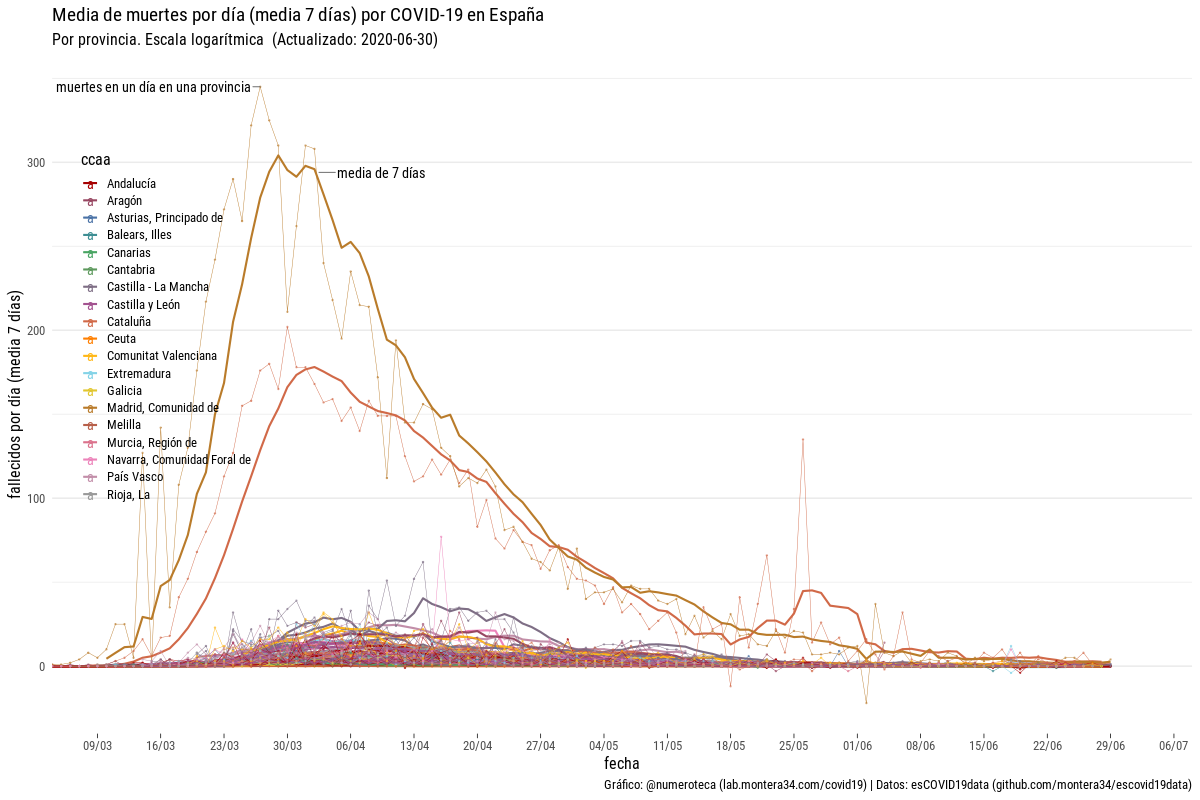 Media de muertes por día (media 7 días) por COVID-19 en España
Por provincia. Escala logarítmica  (Actualizado: 2020-06-30)
muertes en un día en una provincia
media de 7 días
ccaa
Andalucía
Aragón
Asturias, Principado de
Balears, Illes
Canarias
Cantabria
Castilla - La Mancha
Castilla y León
Cataluña
Ceuta
Comunitat Valenciana
Extremadura
Galicia
Madrid, Comunidad de
Melilla
Murcia, Región de
Navarra, Comunidad Foral de
País Vasco
Rioja, La
fallecidos por día (media 7 días)
300
200
100
0
09/03 16/03 23/03 30/03 06/04 13/04 20/04 27/04 04/05 11/05 18/05 25/05 01/06 08/06 15/06 22/06 29/06 06/07
fecha
Gráfico: @numeroteca (lab.montera34.com/covid19) | Datos: esCOVID19data (github.com/montera34/escovid19data)